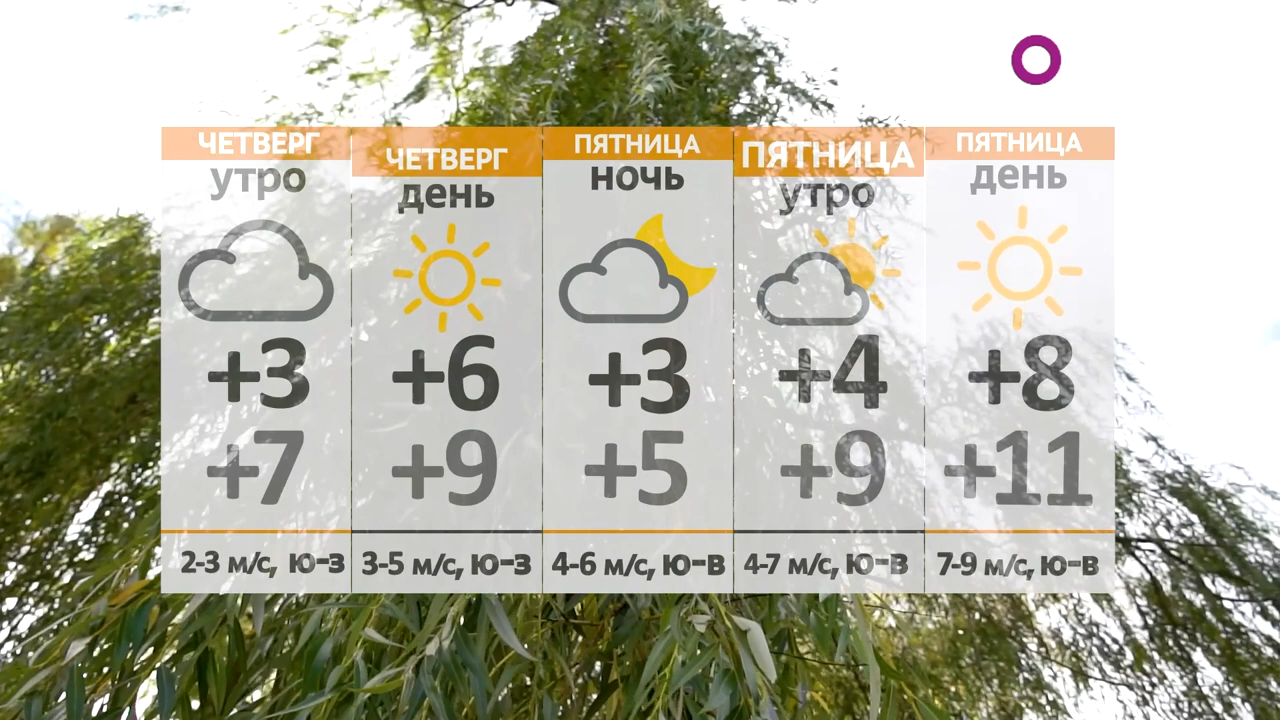 ЧЕТВЕРГ
утро
+3
+7
2-3 м/с, ю-з
ЧЕТВЕРГ
день
+6
+9
3-5 м/с, ю-з
ПЯТНИЦА
ночь
+3
+5
4-6 м/с, ю-в
ПЯТНИЦА
утро
+4
+9
4-7 м/с, ю-в
ПЯТНИЦА
день
+8
+11
7-9 м/с, ю-в